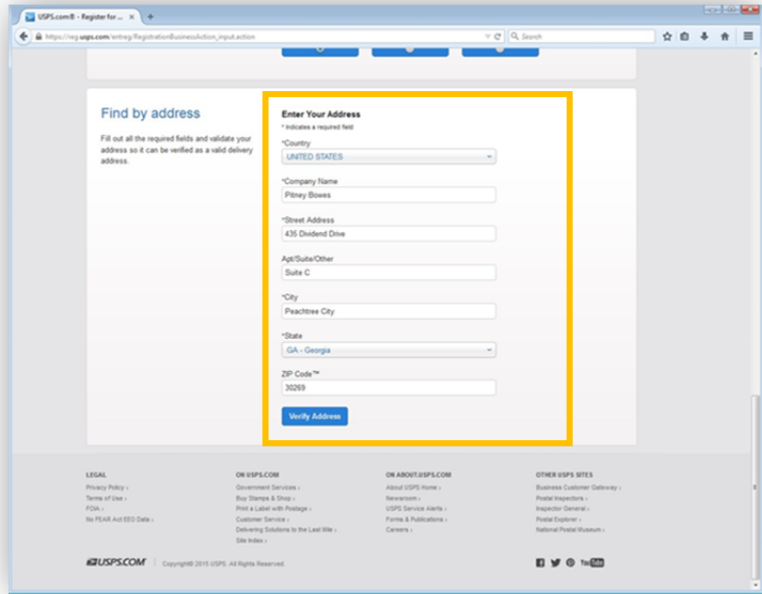 USPS.com® - Register for ...
https://reg.usps.com/entreg/RegistrationBusinessAction_input.action
Search
Find by address
Fill out all the required fields and validate your
address so it can be verified as a valid delivery
address.
Enter Your Address
* Indicates a required field
*Country
UNITED STATES
*Company Name
Pitney Bowes
*Street Address
435 Dividend Drive
Apt/Suite/Other
Suite C
*City
Peachtree City
*State
GA - Georgia
ZIP Code™
30269
Verify Address
LEGAL
Privacy Policy ›
Terms of Use ›
FOIA ›
No FEAR Act EEO Data ›
ON USPS.COM
Government Services ›
Buy Stamps & Shop ›
Print a Label with Postage ›
Customer Service ›
Delivering Solutions to the Last Mile ›
Site Index ›
ON ABOUT.USPS.COM
About USPS Home ›
Newsroom ›
USPS Service Alerts ›
Forms & Publications ›
Careers ›
OTHER USPS SITES
Business Customer Gateway ›
Postal Inspectors ›
Inspector General ›
Postal Explorer ›
National Postal Museum ›
USPS.COM
Copyright© 2015 USPS. All Rights Reserved.
You Tube